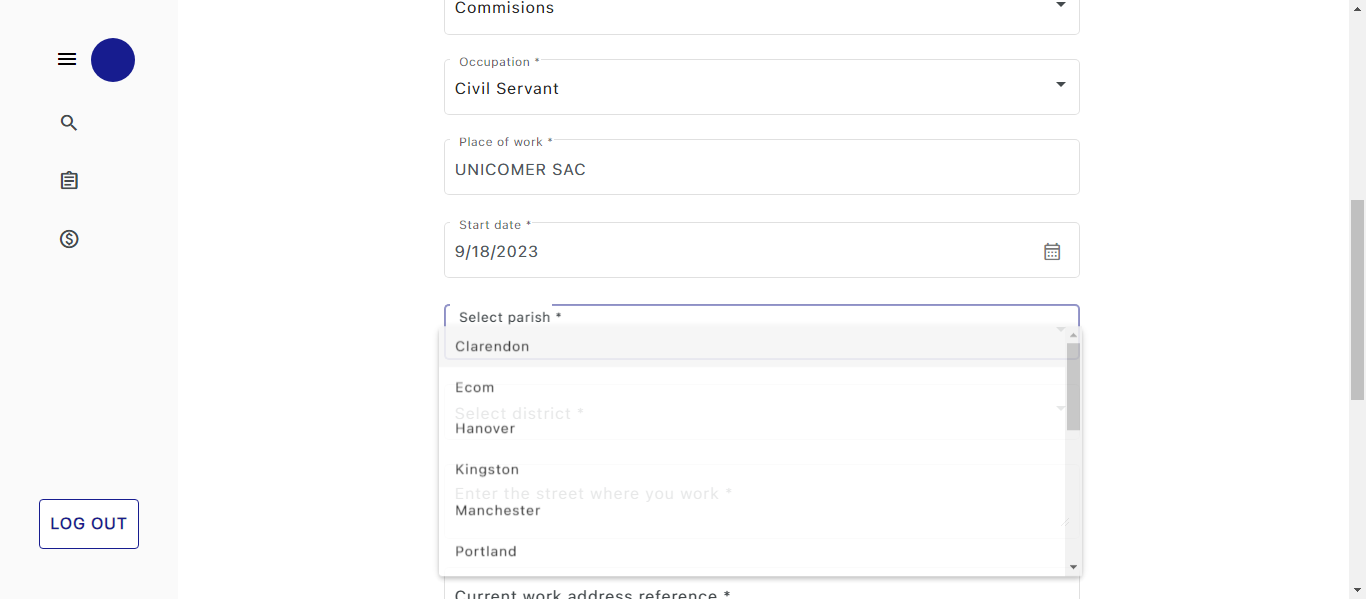 Commisions
Occupation *
Civil Servant
Place of work *
UNICOMER SAC
Start date *
9/18/2023
Select parish *
Clarendon
Ecom
Select district *
Hanover
Kingston
Enter the street where you work *
Manchester
Portland
Current work address reference *
LOG OUT